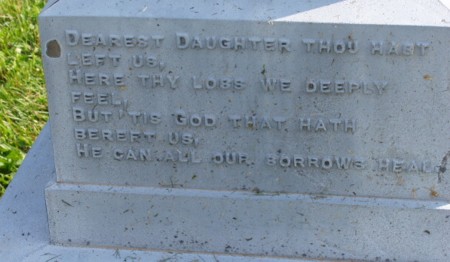 Dearest Daughter thou hast
left us,
Here thy loss we deeply
feel,
But 'tis God that hath
bereft us,
He can all our sorrows heal